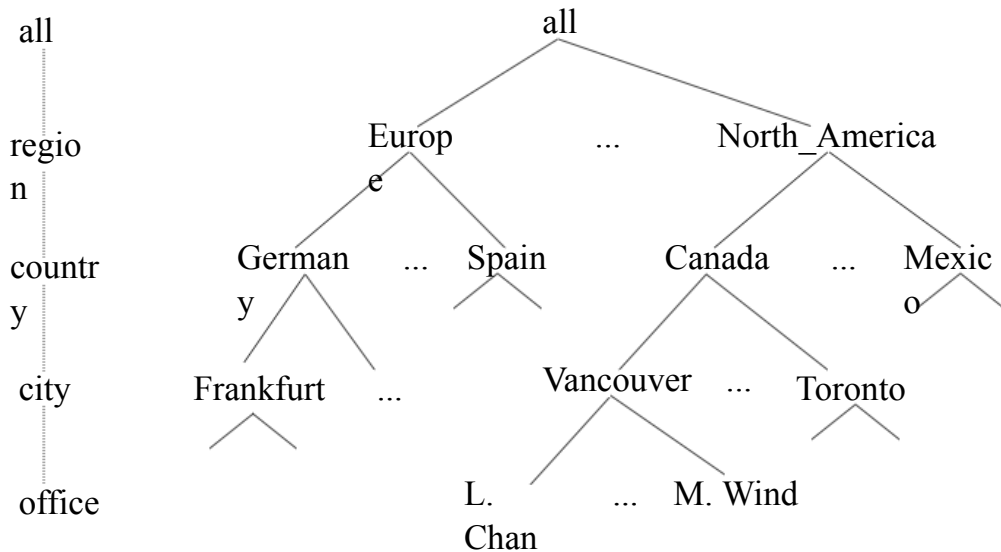 all
all
regio
n
Europ
e
...
North_America
countr
y
German
y
...
Spain
Canada
...
Mexic
o
city
Frankfurt
...
Vancouver
...
Toronto
office
L.
Chan
...
M. Wind